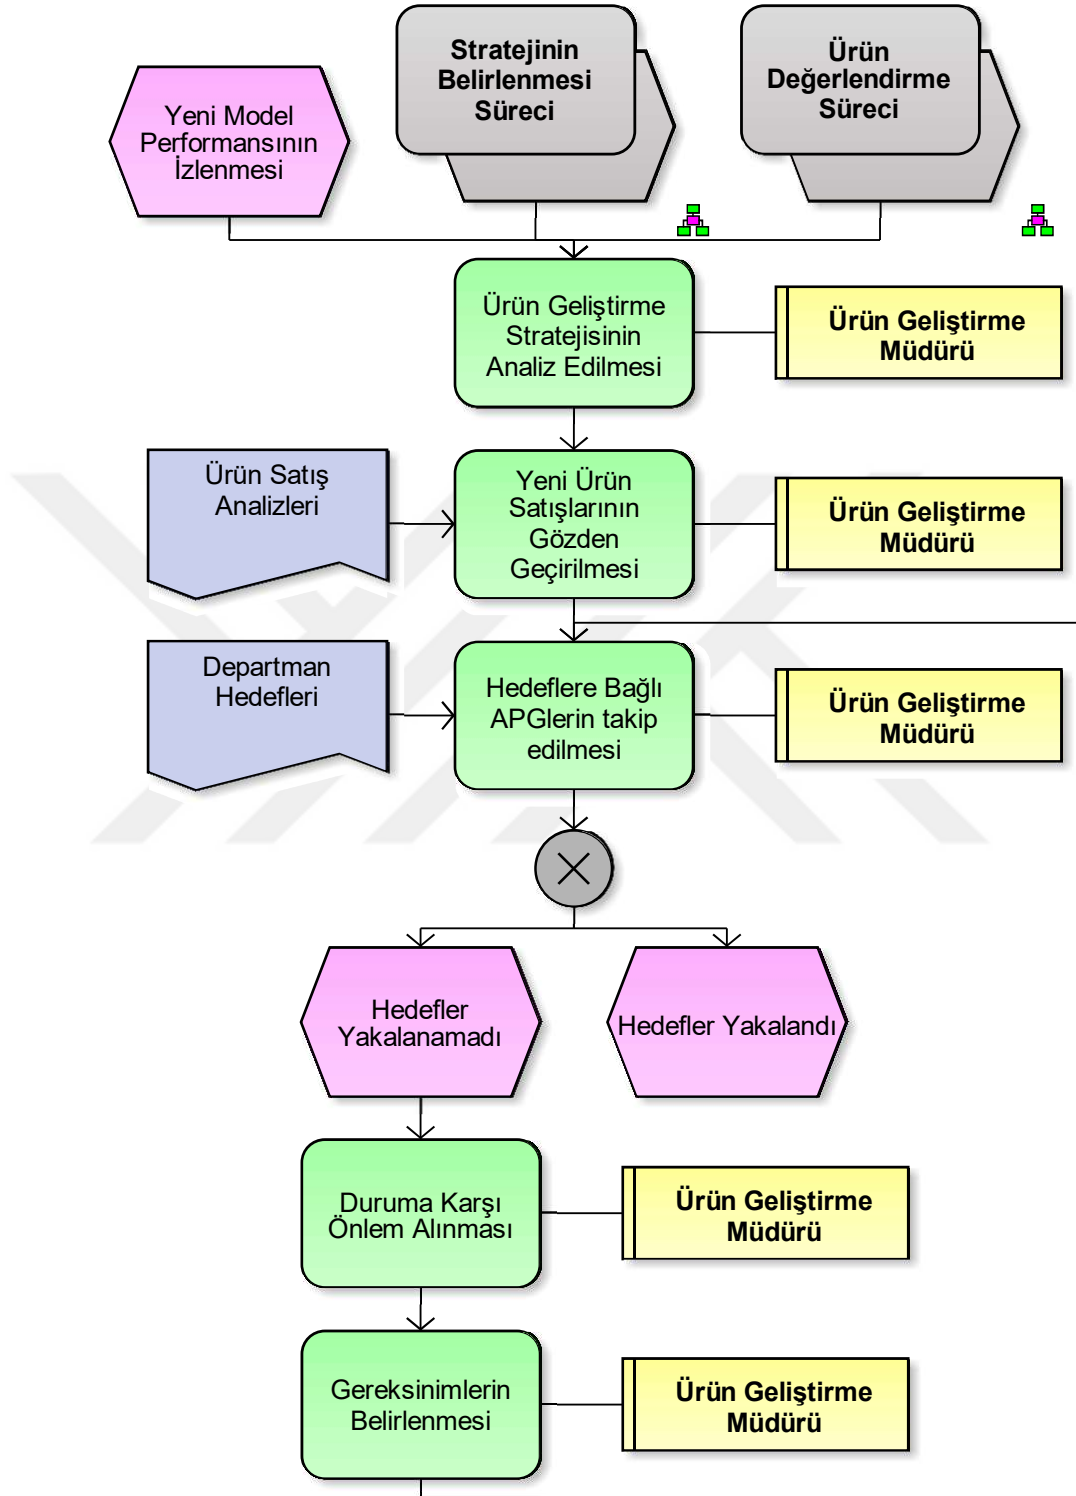 Stratejinin
Belirlenmesi
Süreci
Ürün
Değerlendirme
Süreci
Yeni Model
Performansının
İzlenmesi
Ürün Geliştirme
Stratejisinin
Analiz Edilmesi
Ürün Geliştirme
Müdürü
Ürün Satış
Analizleri
Yeni Ürün
Satışlarının
Gözden
Geçirilmesi
Ürün Geliştirme
Müdürü
Departman
Hedefleri
Hedeflere Bağlı
APGlerin takip
edilmesi
Ürün Geliştirme
Müdürü
Hedefler
Yakalanamadı
Hedefler Yakalandı
Duruma Karşı
Önlem Alınması
Ürün Geliştirme
Müdürü
Gereksinimlerin
Belirlenmesi
Ürün Geliştirme
Müdürü